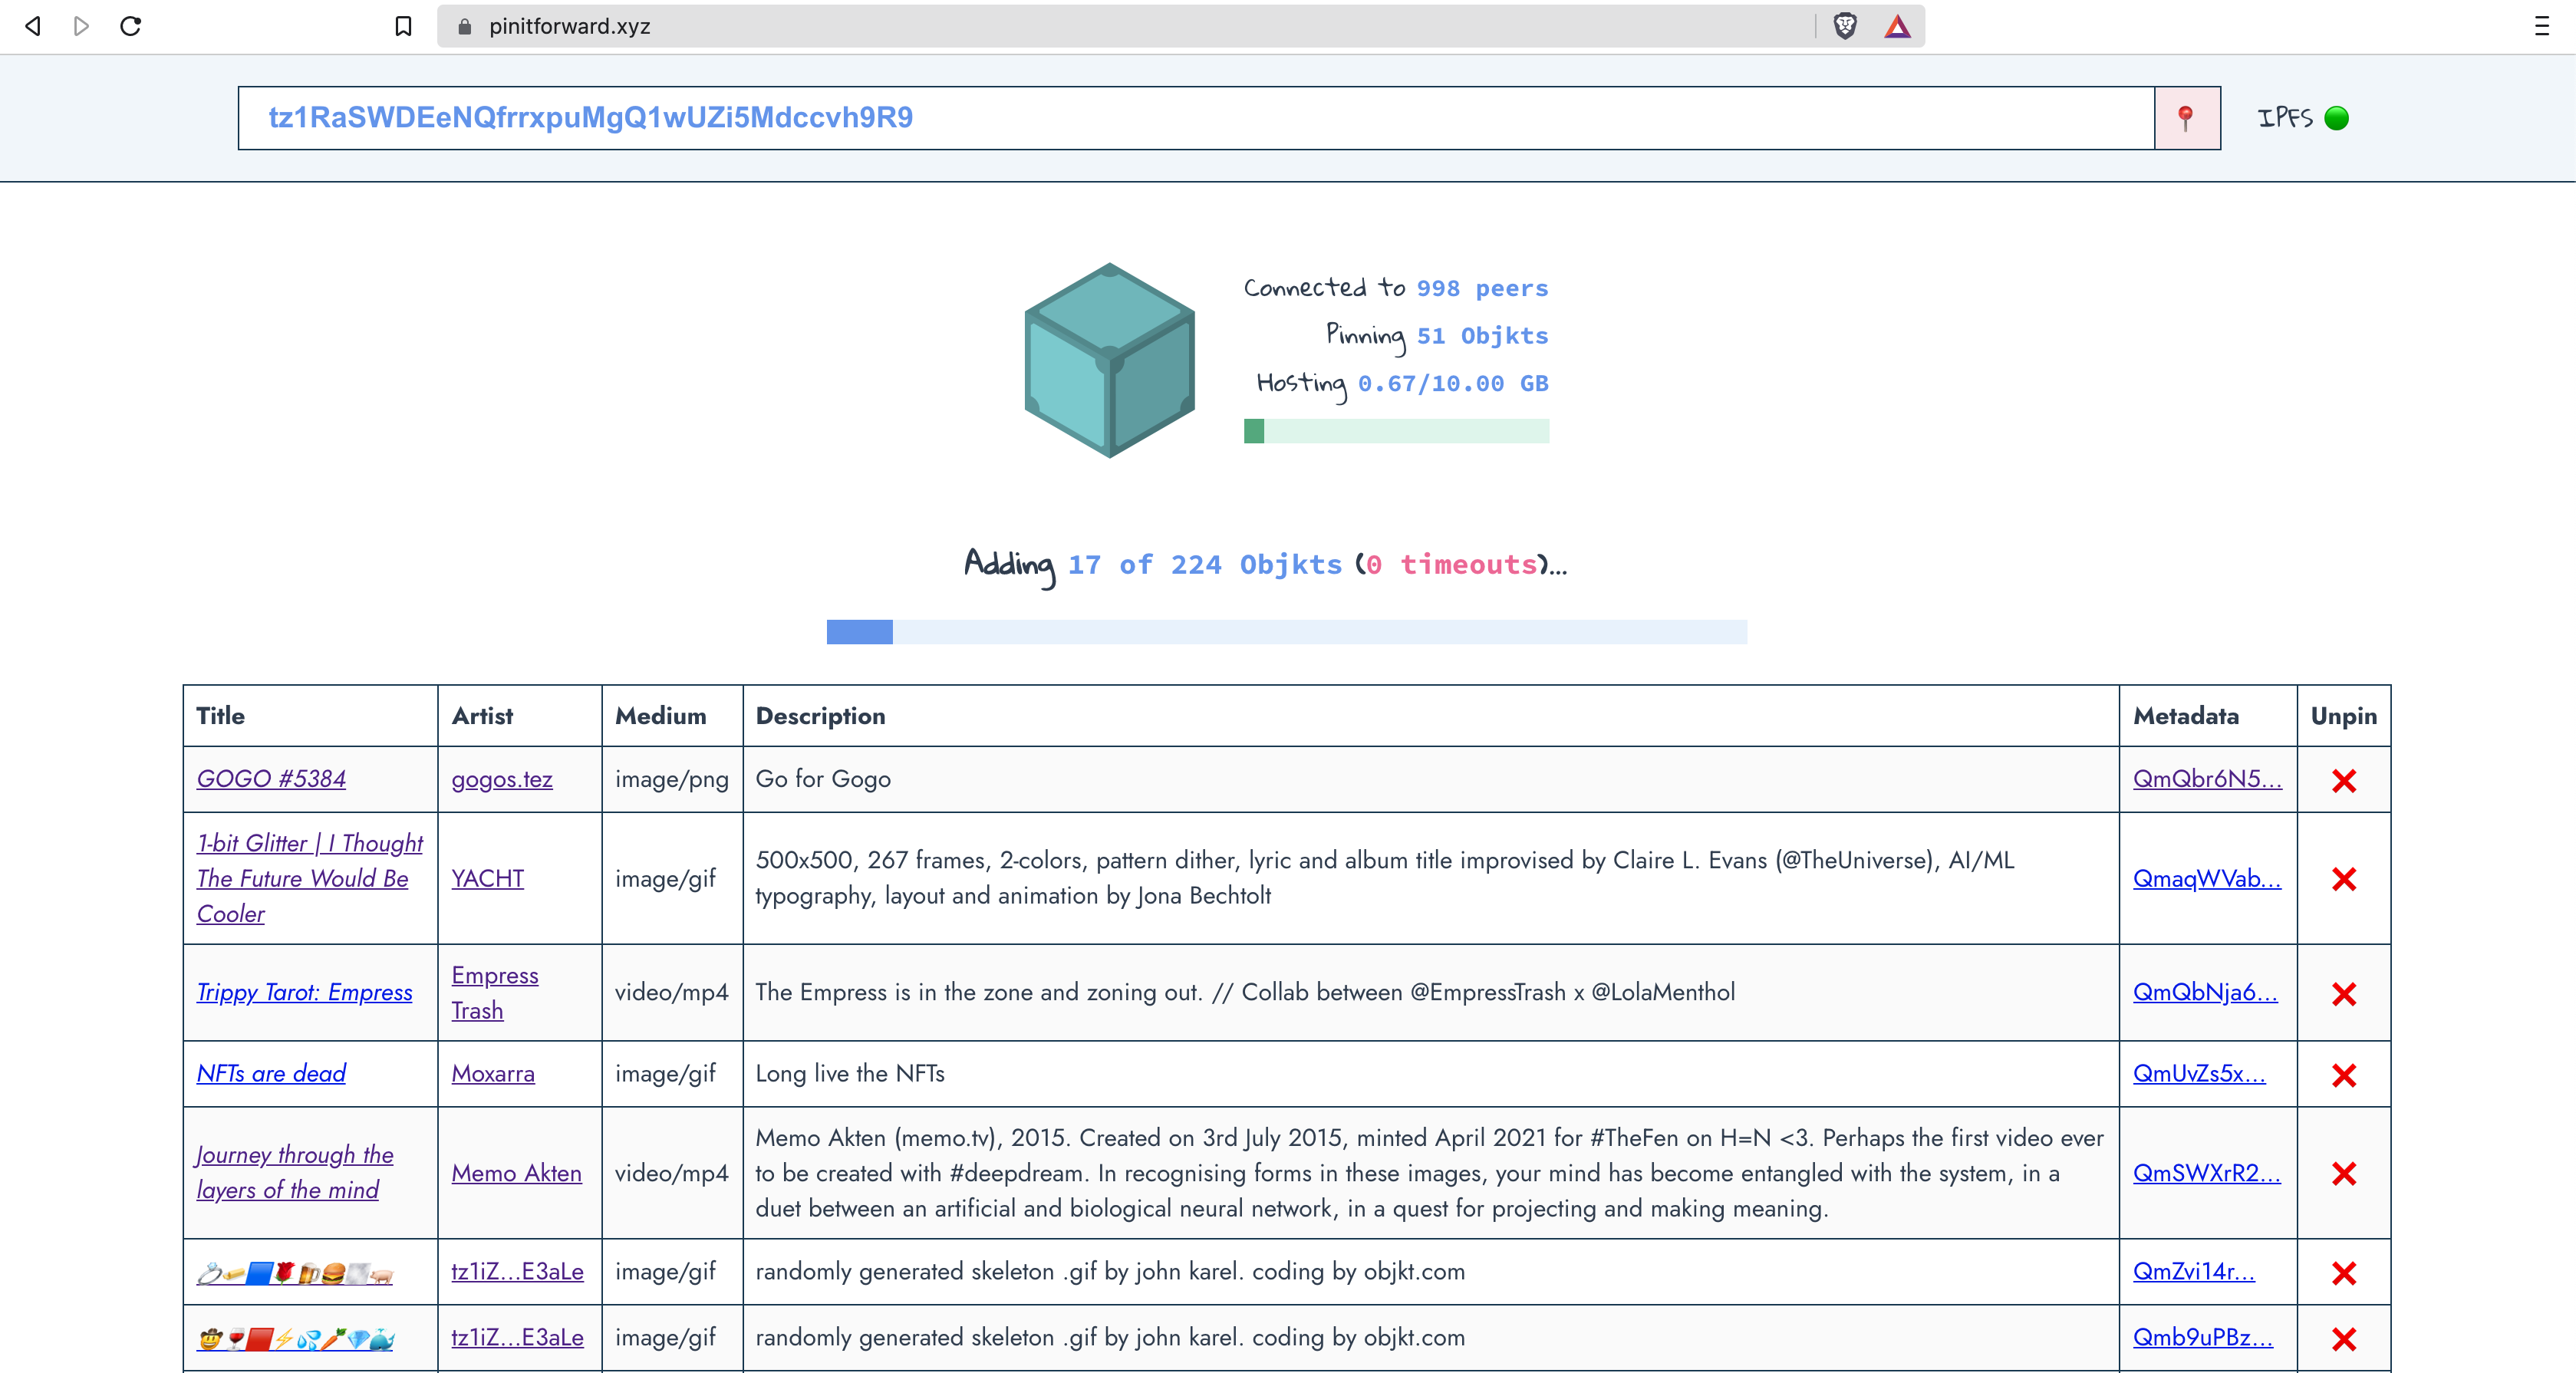 pinitforward.xyz
tz1RaSWDEeNQfrrxpuMgQ1wUZi5Mdccvh9R9
IPFS
Connected to 998 peers
Pinning 51 Objkts
Hosting 0.67/10.00 GB
Adding 17 of 224 Objkts (0 timeouts)...
Title Artist Medium Description Metadata Unpin
GOGO #5384 gogos.tez image/png Go for Gogo QmQbr6N5...
1-bit Glitter | I Thought
The Future Would Be
Cooler
YACHT
image/gif
500x500, 267 frames, 2-colors, pattern dither, lyric and album title improvised by Claire L. Evans (@TheUniverse), AI/ML
typography, layout and animation by Jona Bechtolt
QmaqWVab...
Trippy Tarot: Empress
Empress
Trash
video/mp4
The Empress is in the zone and zoning out. // Collab between @EmpressTrash x @LolaMenthol
QmQbNja6...
NFTs are dead Moxarra image/gif Long live the NFTs QmUvZs5x...
Journey through the
layers of the mind
Memo Akten
video/mp4
Memo Akten (memo.tv), 2015. Created on 3rd July 2015, minted April 2021 for #TheFen on H=N <3. Perhaps the first video ever
to be created with #deepdream. In recognising forms in these images, your mind has become entangled with the system, in a
duet between an artificial and biological neural network, in a quest for projecting and making meaning.
QmSWXrR2...
tz1iZ...E3aLe image/gif randomly generated skeleton .gif by john karel. coding by objkt.com QmZvi14r...
tz1iZ...E3aLe image/gif randomly generated skeleton .gif by john karel. coding by objkt.com Qmb9uPBz...